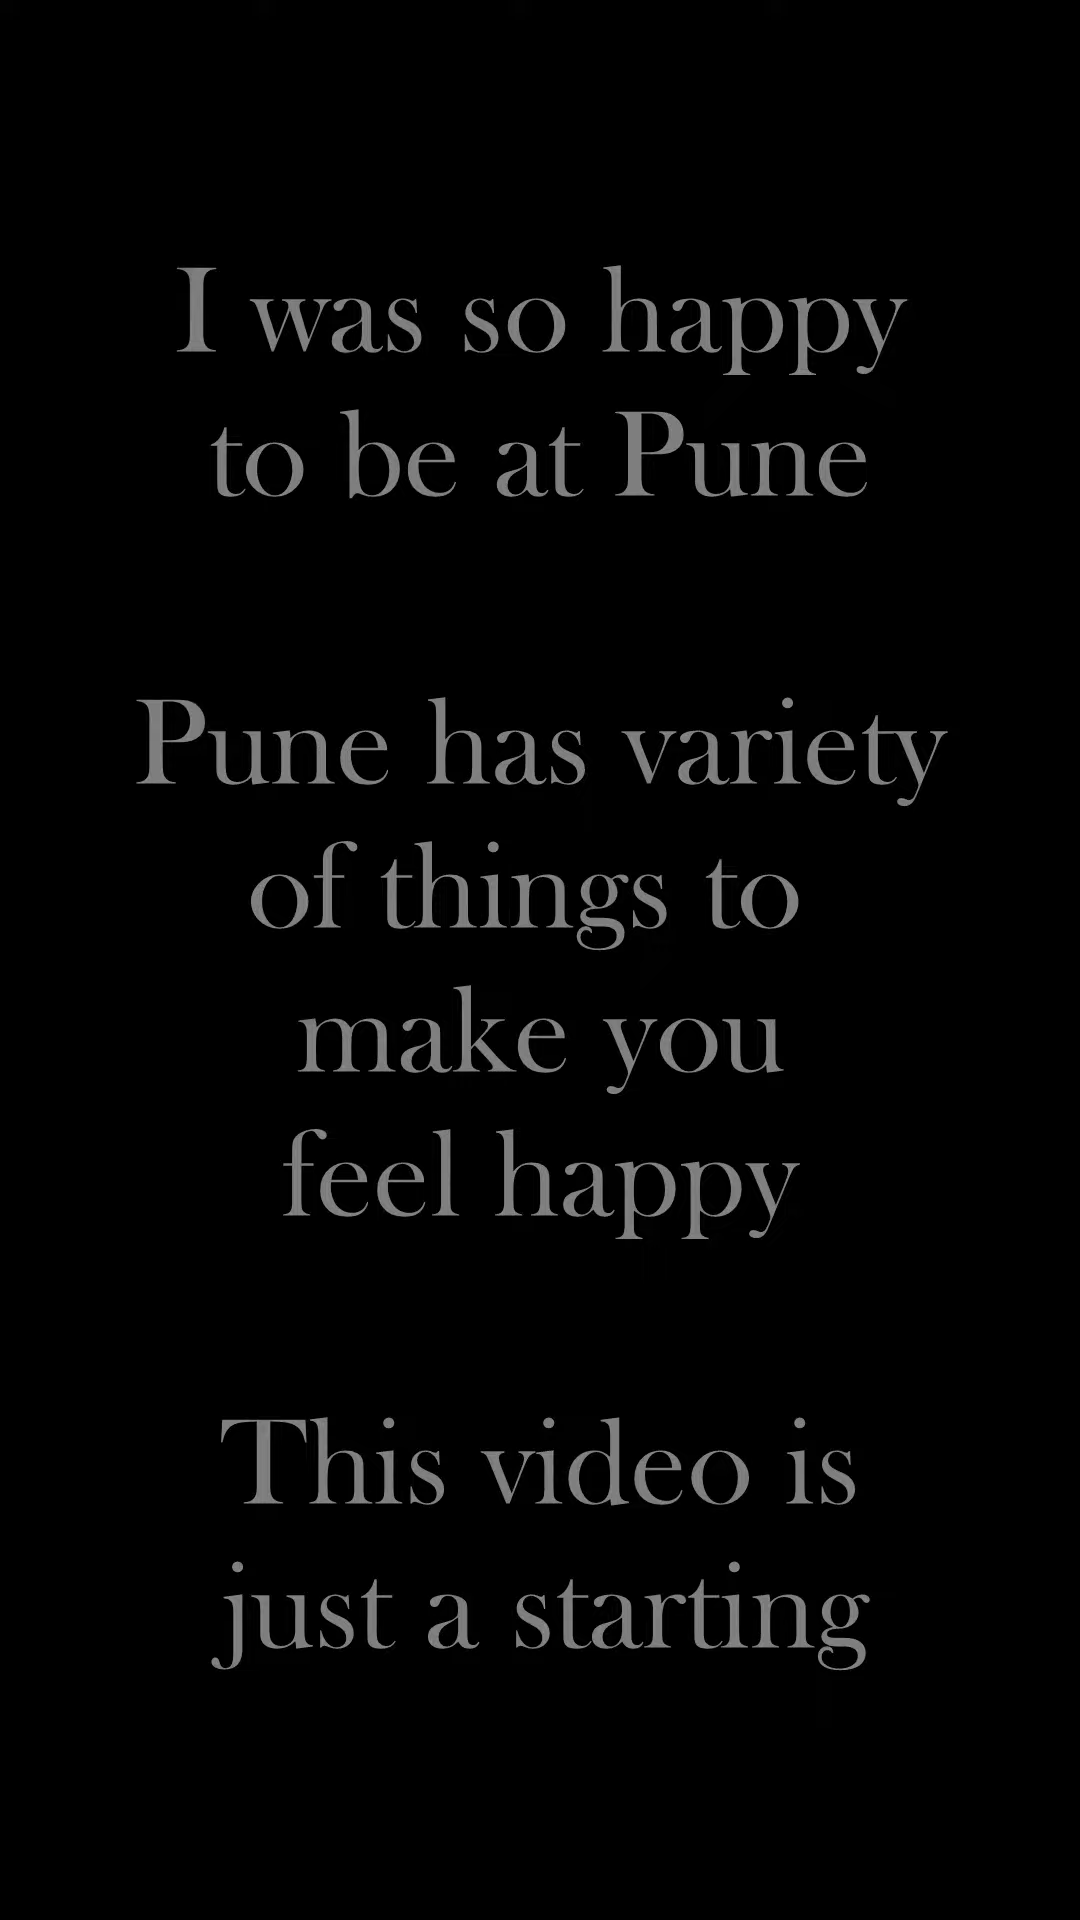 I was so happy
to be at Pune
Pune has variety
of things to
make you
feel happy
This video is
just a starting